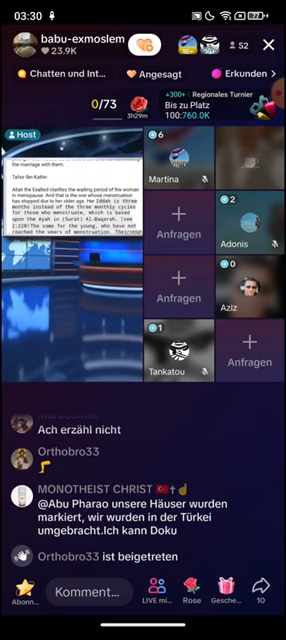 03:30
77
babu-exmoslem
23.9K
52
Chatten und Int...
Angesagt
Erkunden
0/73
3h29m
+300↑ Regionales Turnier
Bis zu Platz
100:760.0K
Host
the marriage with them.
Tafsir Ibn Kathir:
Allah the Exalted clarifies the waiting period of the woman
in menopause. And that is the one whose menstruation
has stopped due to her older age. Her Iddah is three
months instead of the three monthly cycles
for those who menstruate, which is based
upon the Ayah in (Surat) Al-Baqarah. [see
2:228] The same for the young, who have not
reached the years of menstruation. Their Iddah
6
Martina
Anfragen
2
Adonis
Anfragen
0
Aziz
1
Tankatou
Anfragen
Ach erzähl nicht
Orthobro33
MONOTHEIST CHRIST 🇹🇷✝️☝️
@Abu Pharao unsere Häuser wurden
markiert, wir wurden in der Türkei
umgebracht.Ich kann Doku
Orthobro33 ist beigetreten
Abonn...
Komment...
LIVE mi...
Rose
Gesche...
10